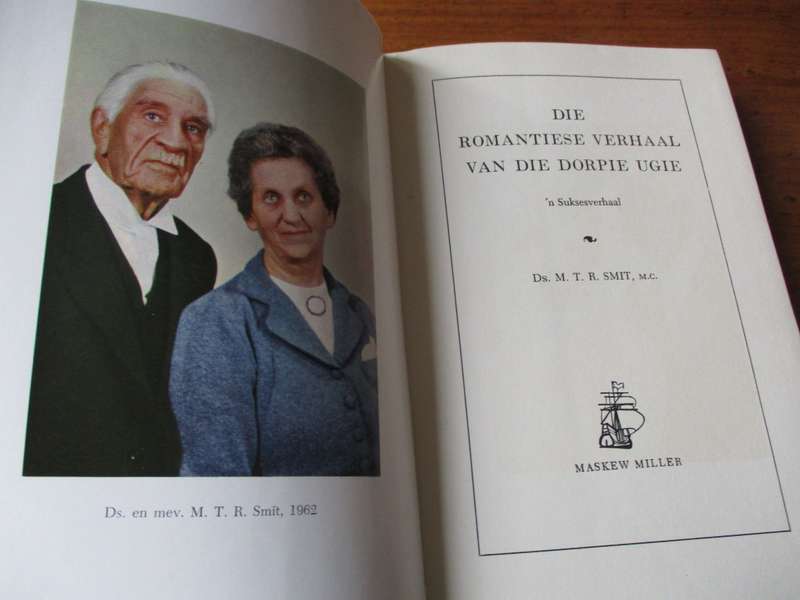 Ds. en mev. M. T. R. Smit, 1962
DIE
ROMANTIESE VERHAAL
VAN DIE DORPIE UGIE
'n Suksesverhaal
Ds. M. T. R. SMIT, M.C.
MASKEW MILLER